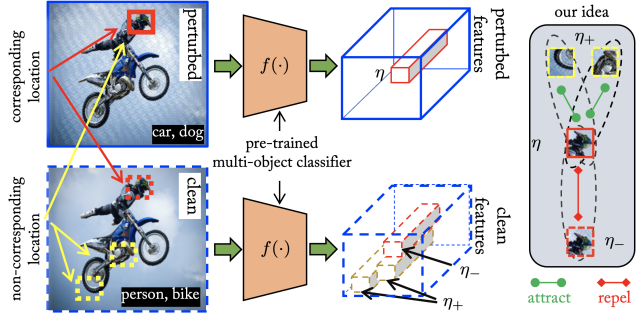 corresponding
location
perturbed
car, dog
f(·)
η
perturbed
features
pre-trained
multi-object classifier
non-corresponding
location
clean
person, bike
f(·)
clean
features
η₋
η₊
our idea
η₊
η
η₋
attract
repel